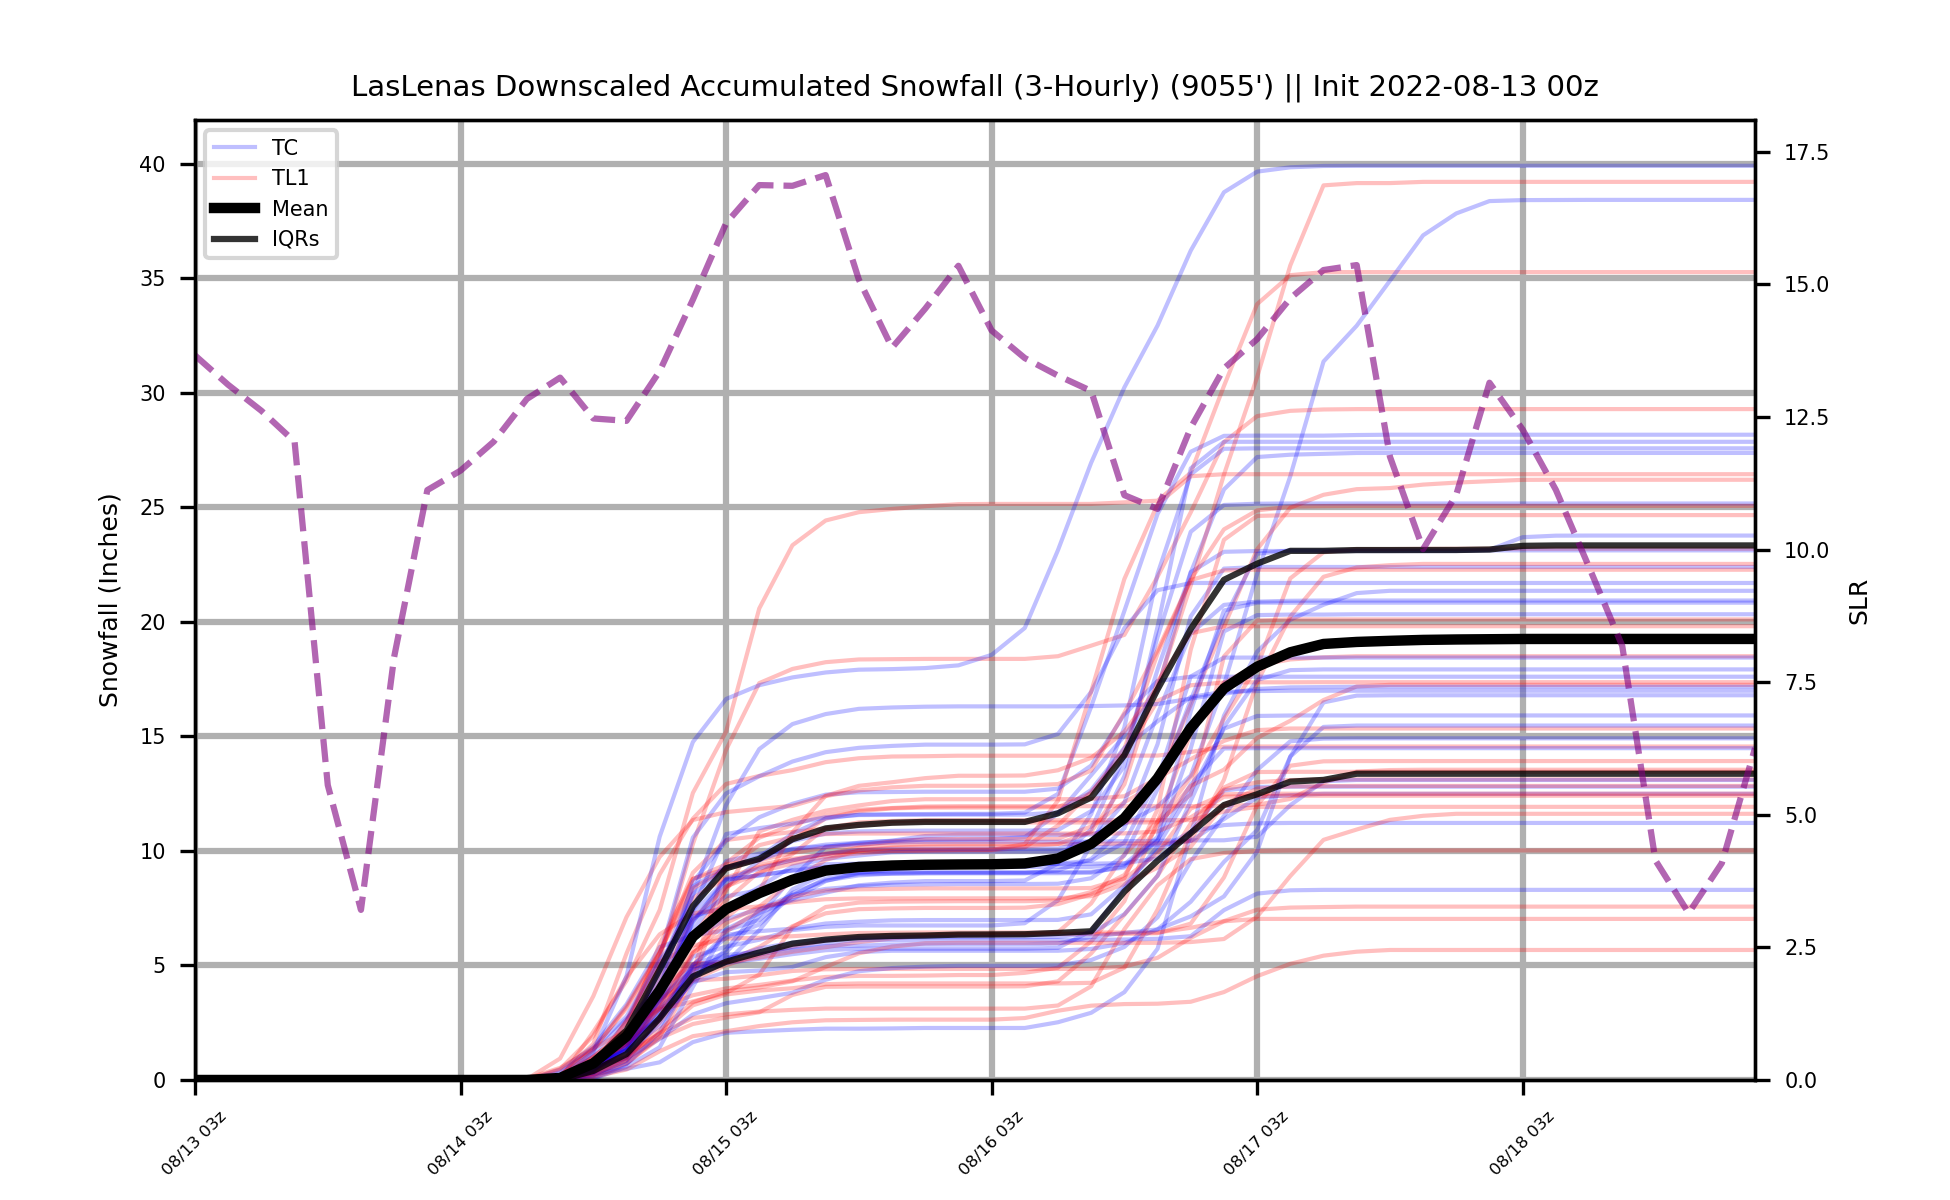 LasLenas Downscaled Accumulated Snowfall (3-Hourly) (9055') || Init 2022-08-13 00z
TC
TL1
Mean
IQRs
Snowfall (Inches)
40
35
30
25
20
15
10
5
0
17.5
15.0
12.5
10.0
7.5
5.0
2.5
0.0
SLR
08/13 03z
08/14 03z
08/15 03z
08/16 03z
08/17 03z
08/18 03z